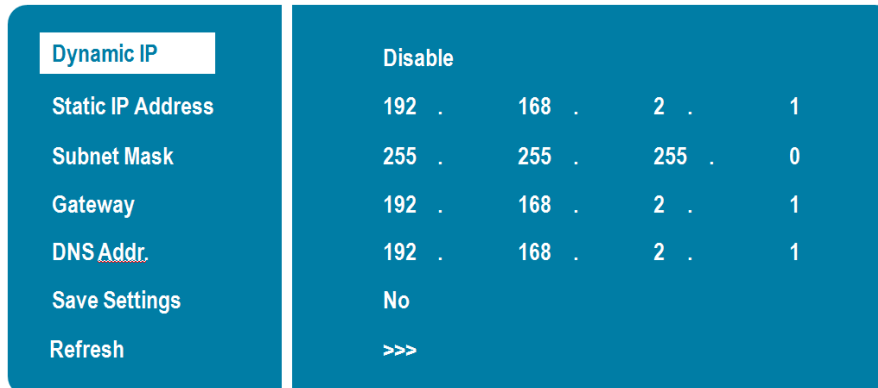 Dynamic IP Disable
Static IP Address 192 . 168 . 2 . 1
Subnet Mask 255 . 255 . 255 . 0
Gateway 192 . 168 . 2 . 1
DNS Addr. 192 . 168 . 2 . 1
Save Settings No
Refresh >>>